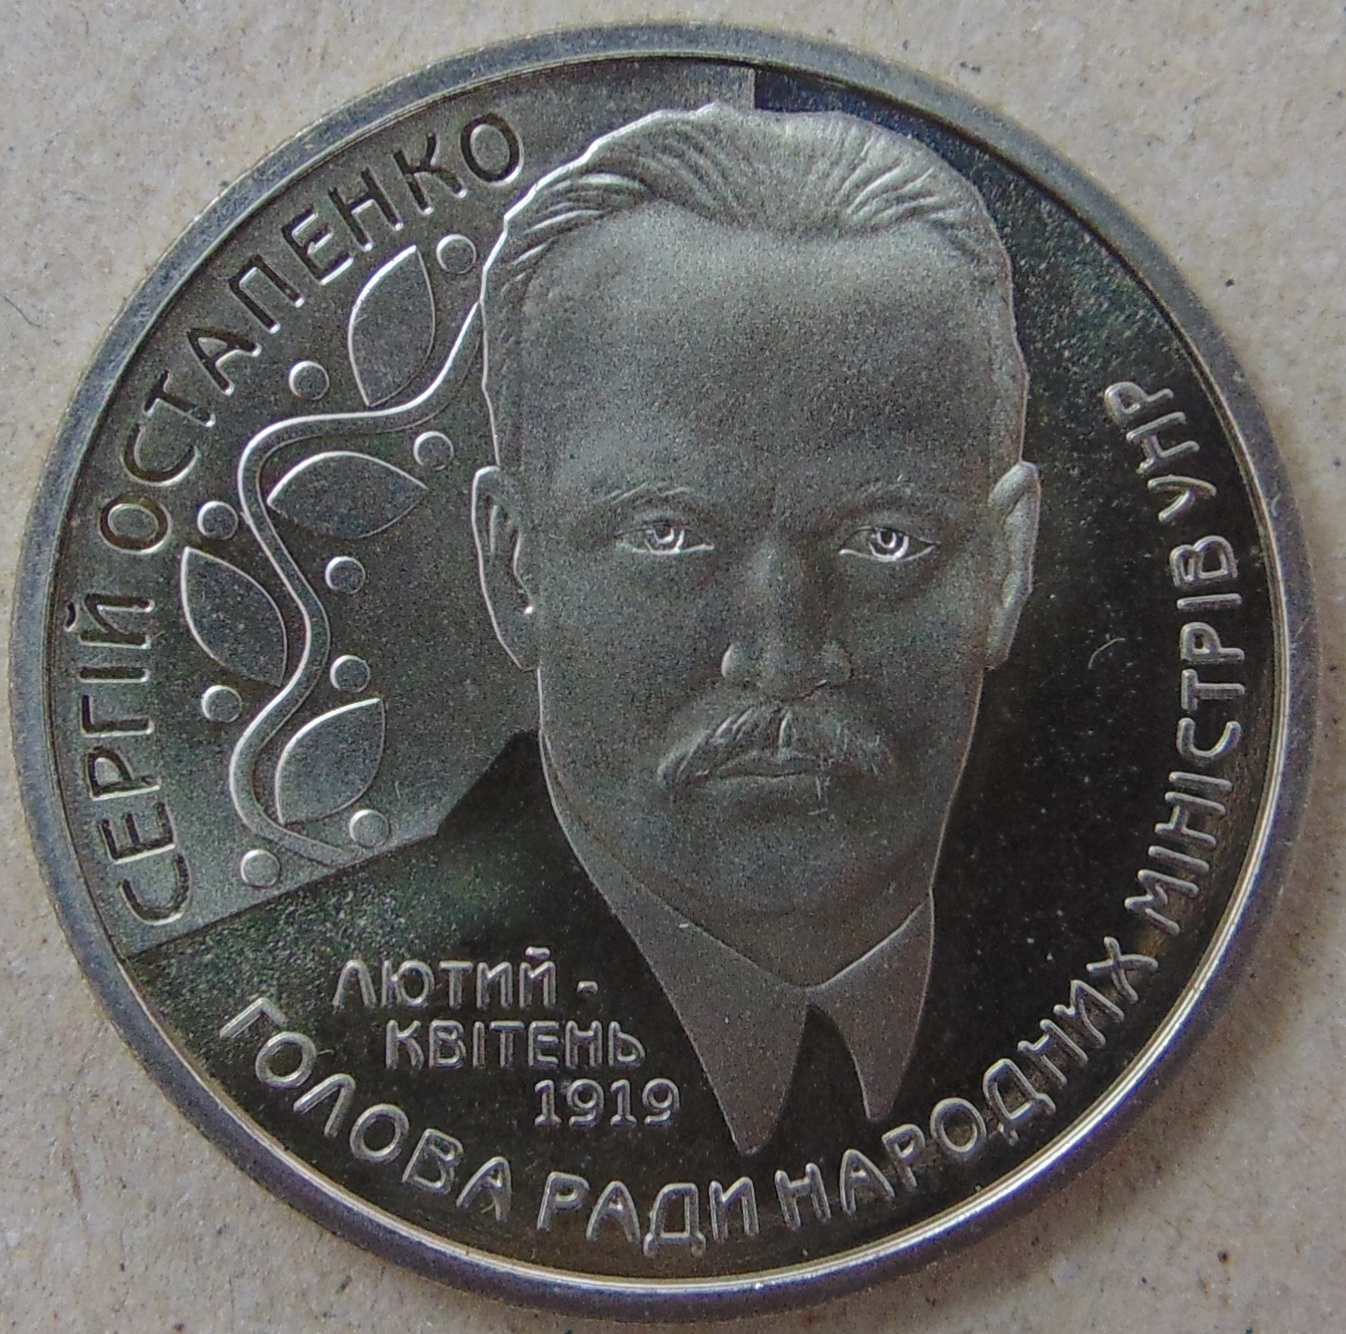 СЕРГІЙ ОСТАПЕНКО
ЛЮТИЙ -
КВІТЕНЬ
1919
ГОЛОВА РАДИ НАРОДНИХ МІНІСТРІВ УНР